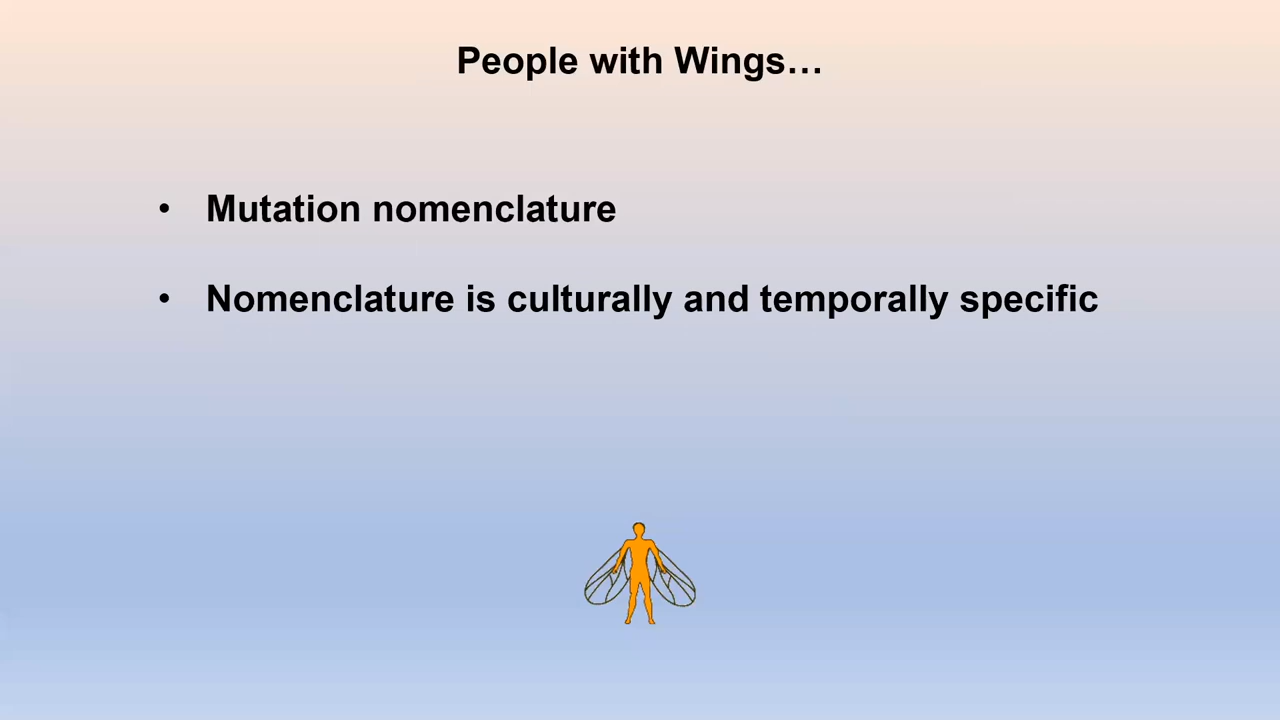 People with Wings…
• Mutation nomenclature
• Nomenclature is culturally and temporally specific